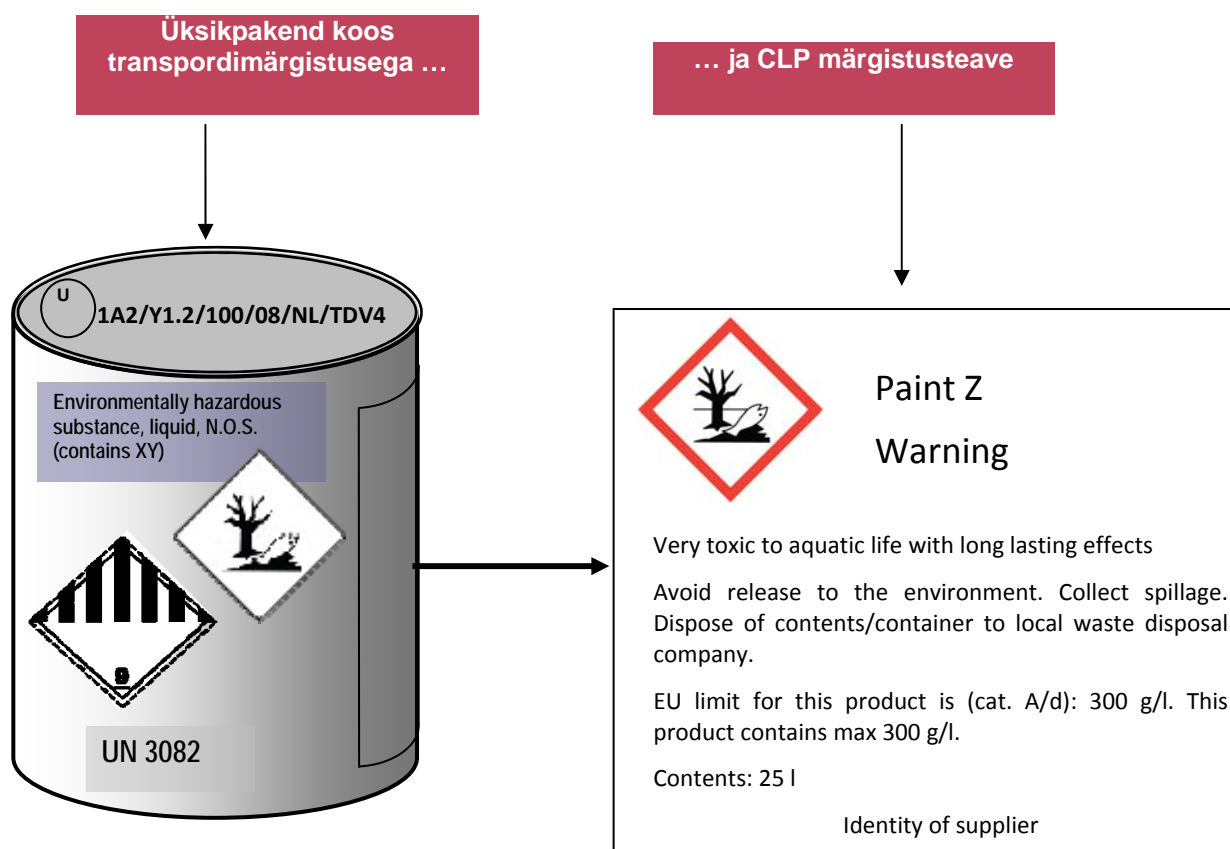 Üksikpakend koos
transpordimärgistusega …
… ja CLP märgistusteave
U
1A2/Y1.2/100/08/NL/TDV4
Environmentally hazardous
substance, liquid, N.O.S.
(contains XY)
9
UN 3082
Paint Z
Warning
Very toxic to aquatic life with long lasting effects
Avoid release to the environment. Collect spillage.
Dispose of contents/container to local waste disposal
company.
EU limit for this product is (cat. A/d): 300 g/l. This
product contains max 300 g/l.
Contents: 25 l
Identity of supplier